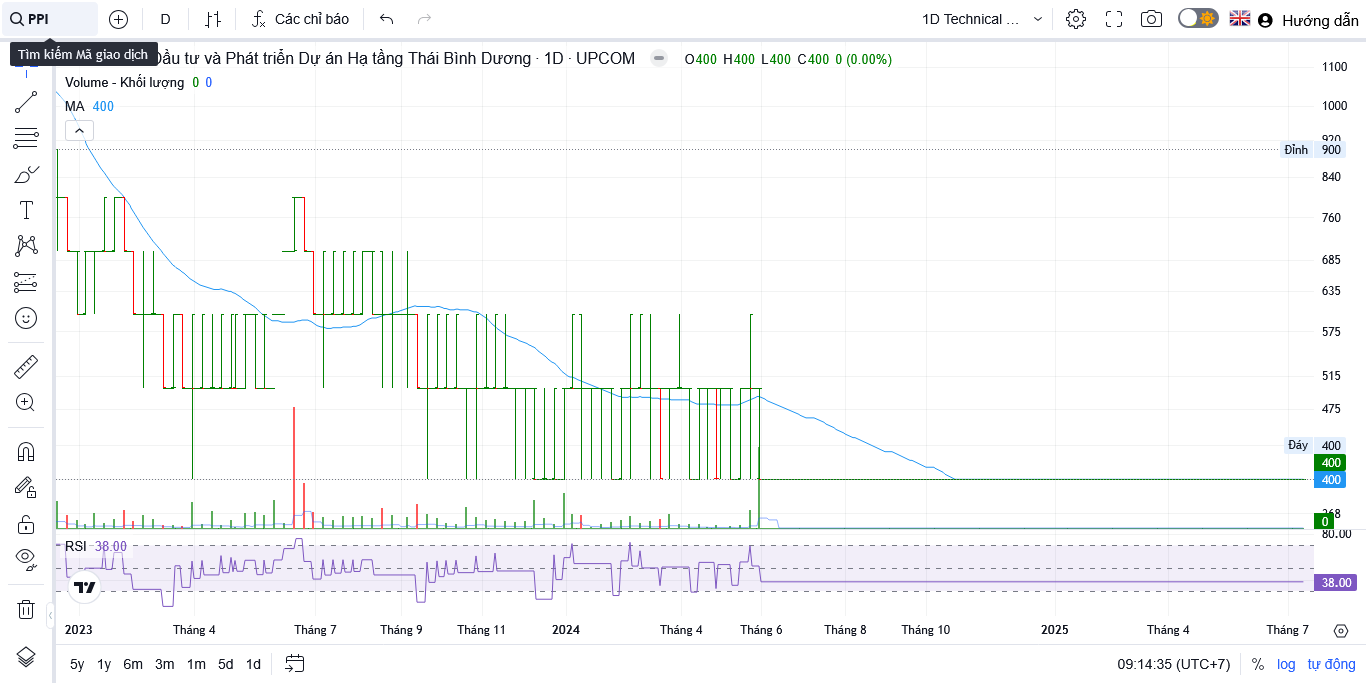 PPI D Các chỉ báo 1D Technical ... Hướng dẫn
Tìm kiếm Mã giao dịch
Đầu tư và Phát triển Dự án Hạ tầng Thái Bình Dương · 1D · UPCOM O400 H400 L400 C400 0 (0.00%)
Volume - Khối lượng 0 0
MA 400
1100
1000
920
Đỉnh 900
840
760
685
635
575
515
475
Đáy 400
400
400
368
0
80.00
RSI 38.00
38.00
2023 Tháng 4 Tháng 7 Tháng 9 Tháng 11 2024 Tháng 4 Tháng 6 Tháng 8 Tháng 10 2025 Tháng 4 Tháng 7
5y 1y 6m 3m 1m 5d 1d 09:14:35 (UTC+7) % log tự động